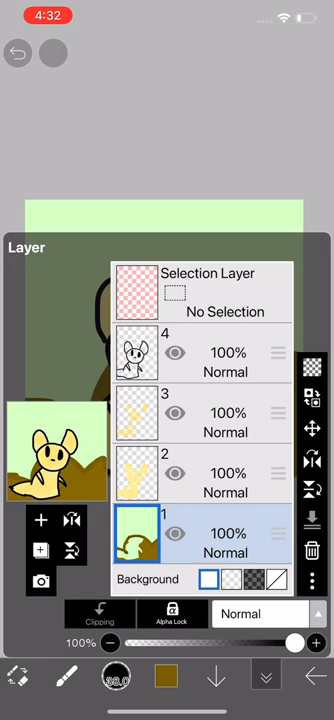 4:32
Layer
Selection Layer
No Selection
4
100%
Normal
3
100%
Normal
2
100%
Normal
1
100%
Normal
Background
Clipping
α
Alpha Lock
Normal
100%
38.0